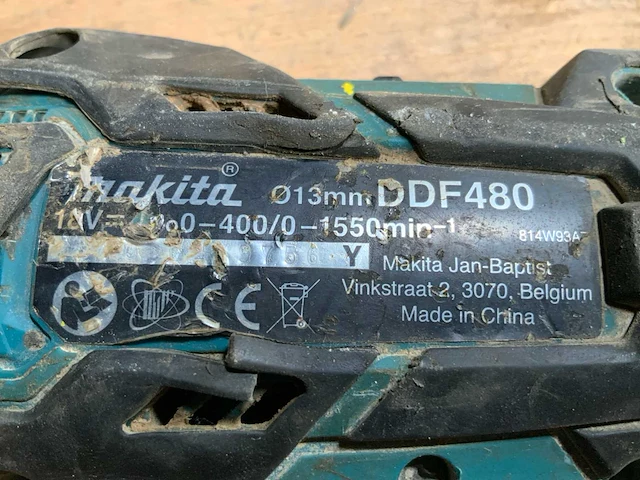 makita ® Ø13mm DDF480
0-400/0-1550min⁻¹
814W93A
Y
Makita Jan-Baptist
Vinkstraat 2, 3070, Belgium
CE
Made in China